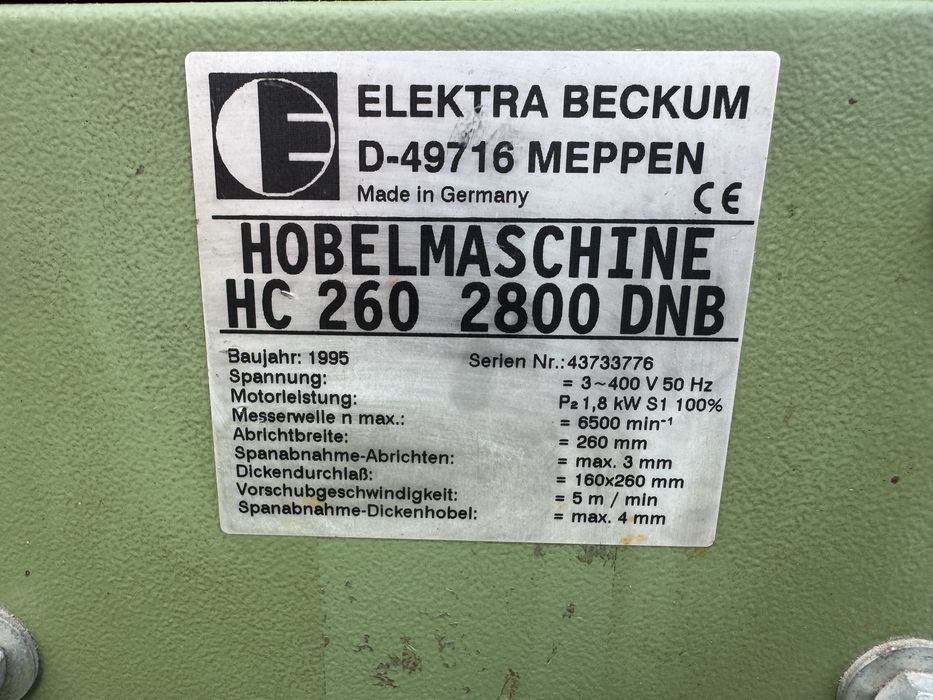 ELEKTRA BECKUM
D-49716 MEPPEN
Made in Germany CE
HOBELMASCHINE
HC 260 2800 DNB
Baujahr: 1995 Serien Nr.: 43733776
Spannung: = 3~400 V 50 Hz
Motorleistung: P₂ 1,8 kW S1 100%
Messerwelle n max.: = 6500 min⁻¹
Abrichtbreite: = 260 mm
Spanabnahme-Abrichten: = max. 3 mm
Dickendurchlaß: = 160x260 mm
Vorschubgeschwindigkeit: = 5 m / min
Spanabnahme-Dickenhobel: = max. 4 mm